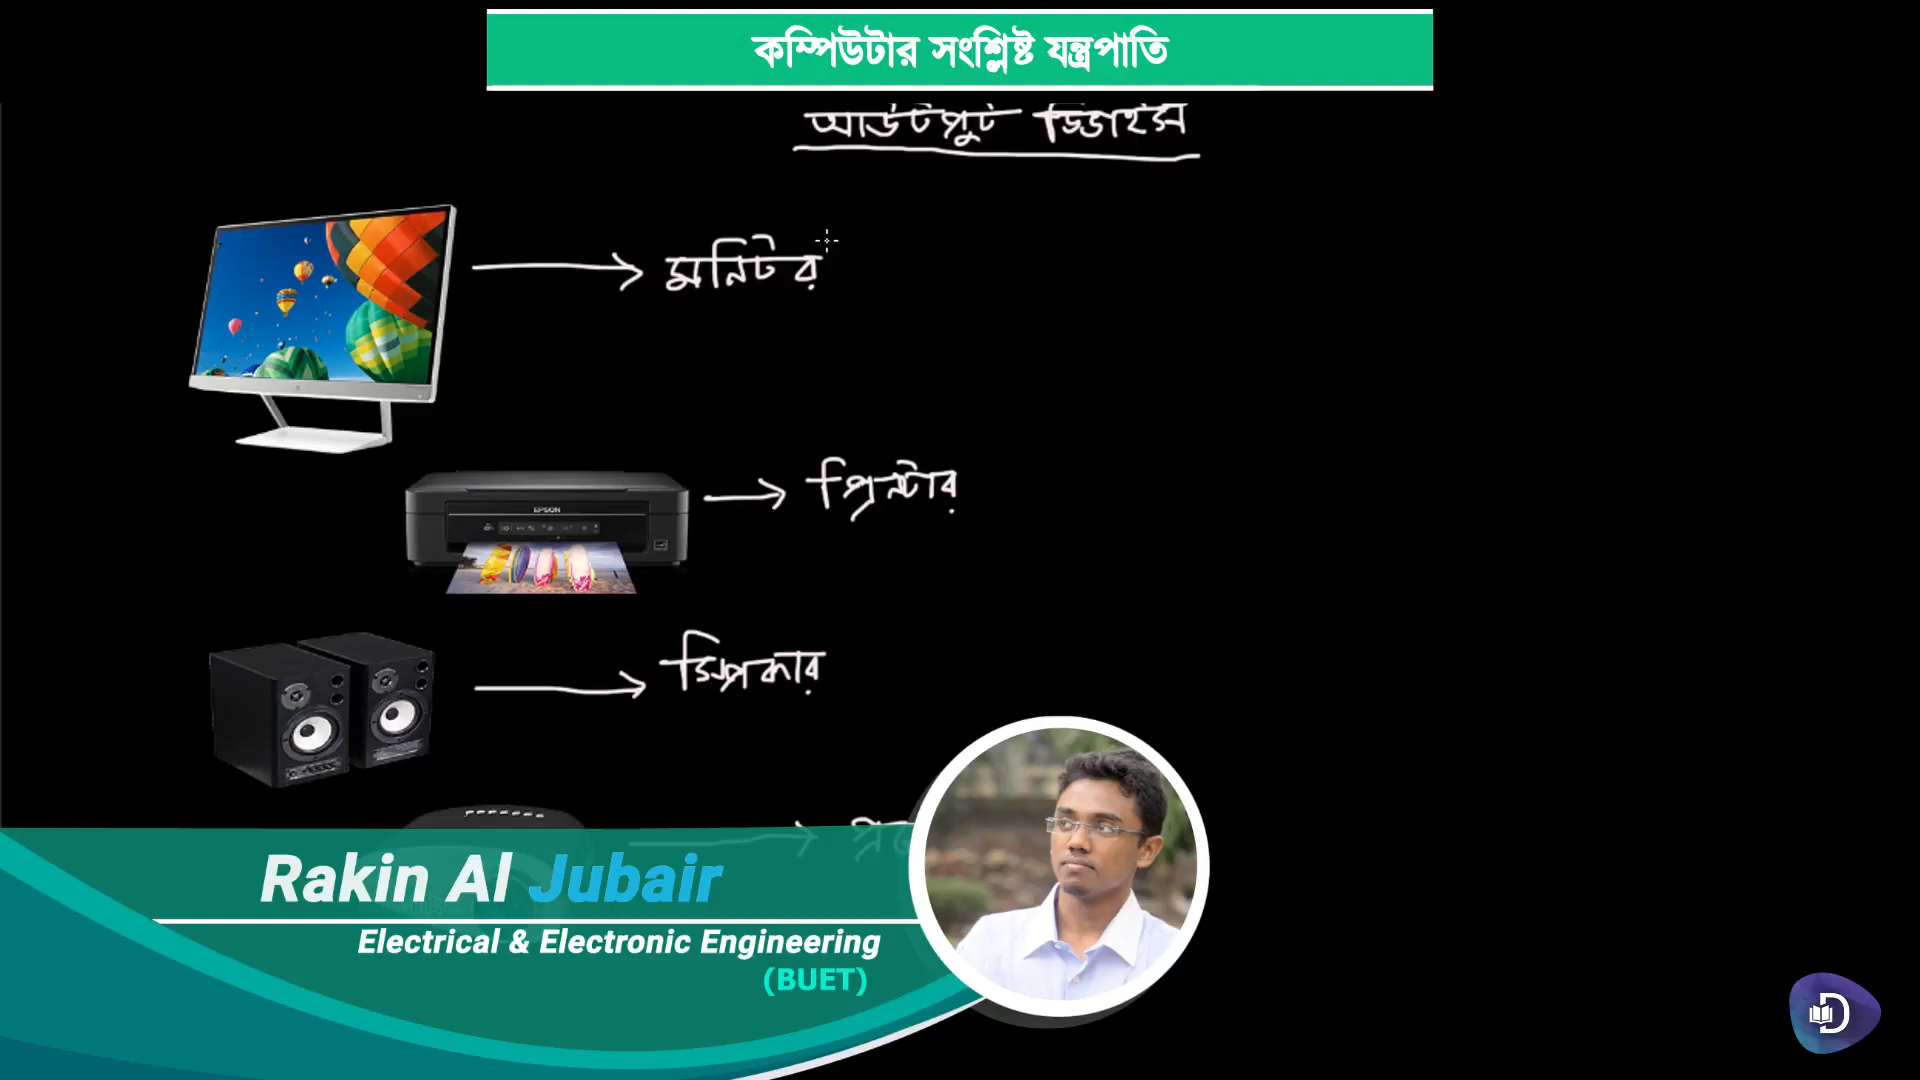 কম্পিউটার সংশ্লিষ্ট যন্ত্রপাতি
আউটপুট ডিভাইস
মনিটর
EPSON
প্রিন্টার
স্পিকার
Rakin Al Jubair
Electrical & Electronic Engineering
(BUET)